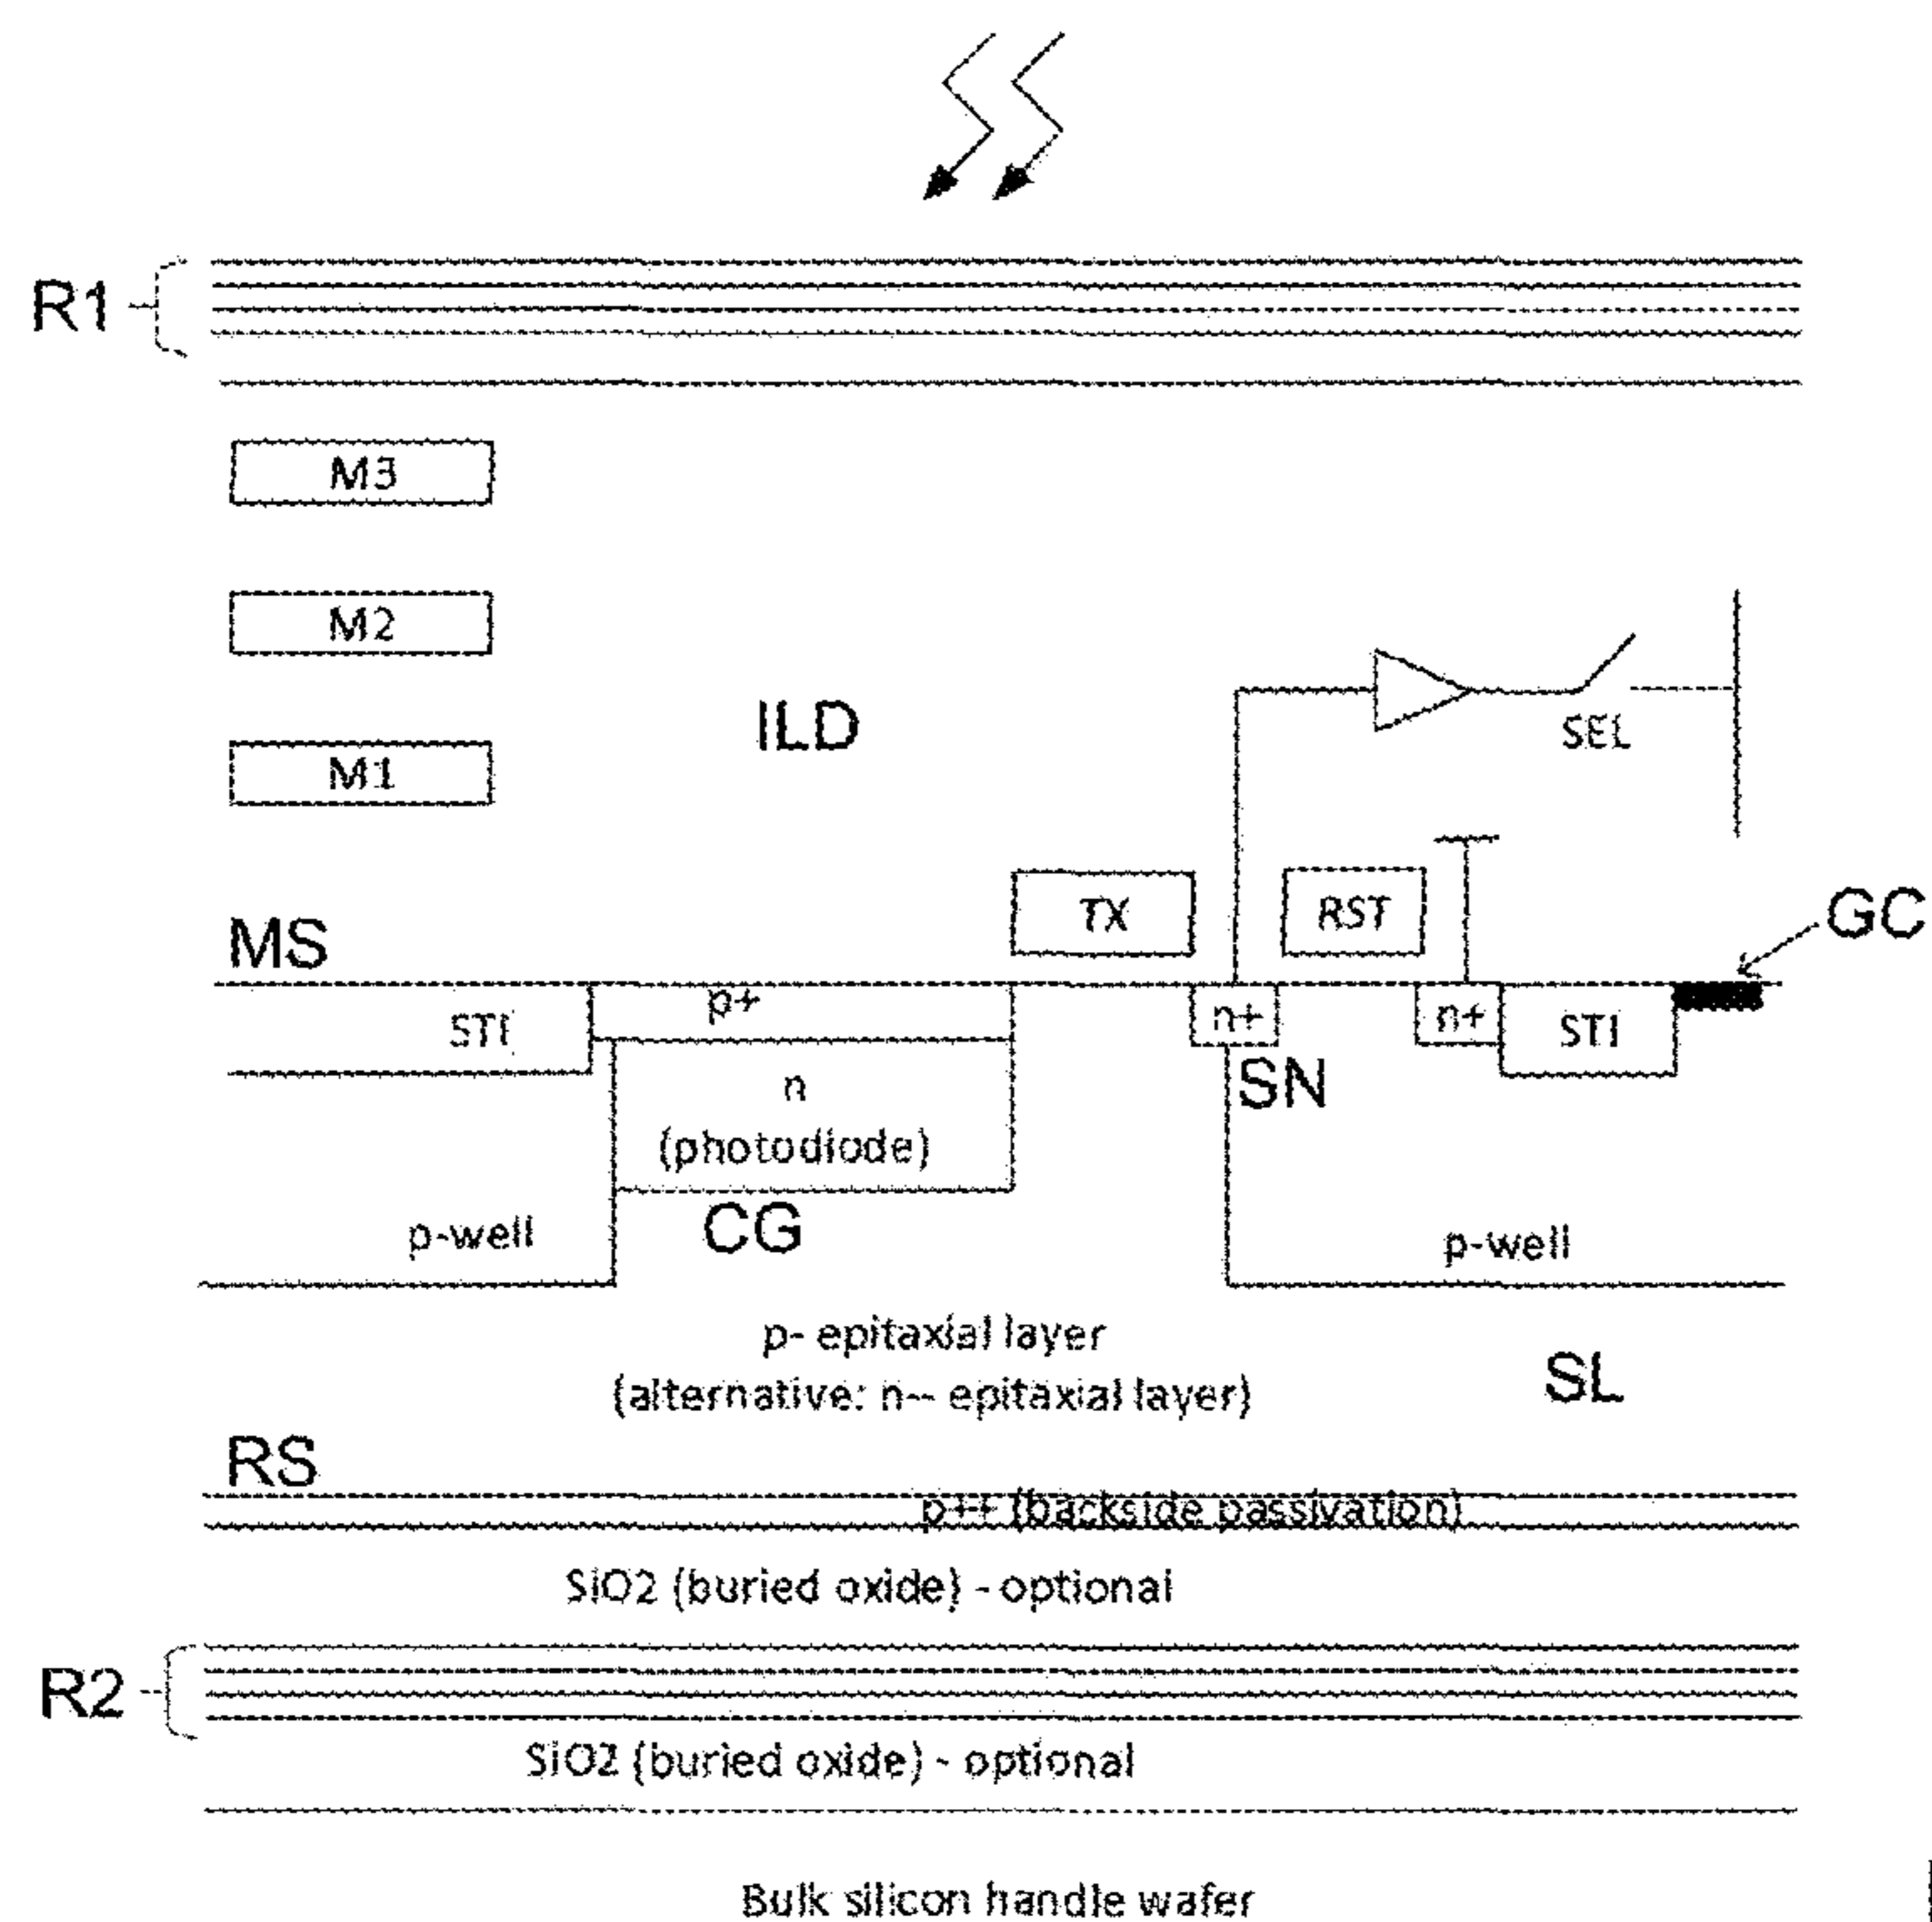 R1
M3
M2
ILD
SEL
M1
TX
RST
GC
MS
p+
n+
n+
STI
STI
n
(photodiode)
SN
CG
p-well
p-well
p- epitaxial layer
(alternative: n-- epitaxial layer)
SL
RS
p++ (backside passivation)
SiO2 (buried oxide) - optional
R2
SiO2 (buried oxide) - optional
Bulk silicon handle wafer